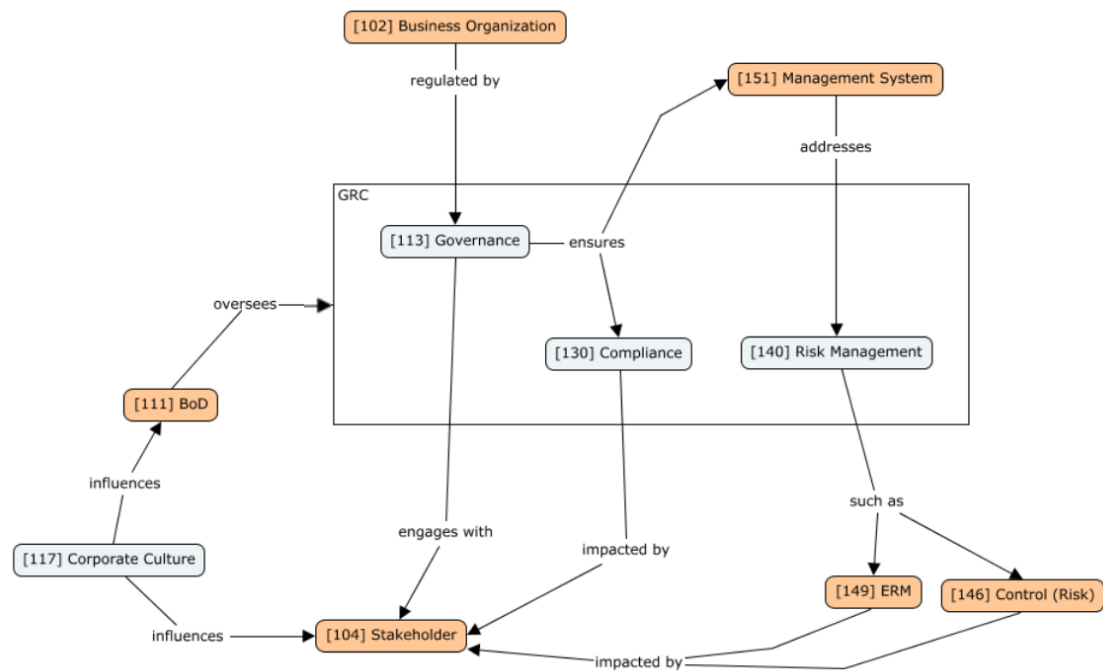 [102] Business Organization
regulated by
[151] Management System
addresses
GRC
[113] Governance
ensures
oversees
[130] Compliance
[140] Risk Management
[111] BoD
influences
such as
engages with
impacted by
[117] Corporate Culture
[149] ERM
[146] Control (Risk)
influences
[104] Stakeholder
impacted by